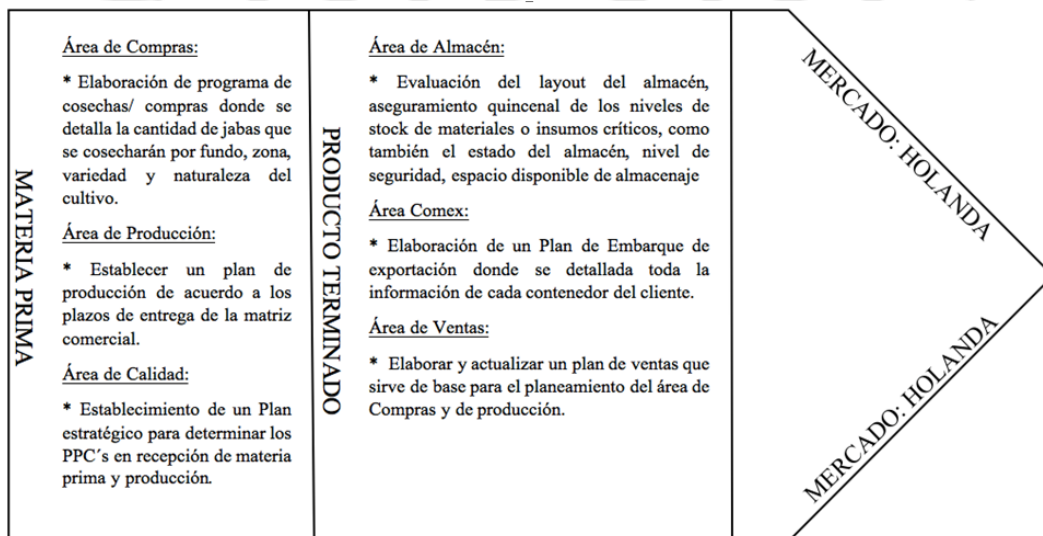 MATERIA PRIMA
Área de Compras:
* Elaboración de programa de
cosechas/ compras donde se
detalla la cantidad de jabas que
se cosecharán por fundo, zona,
variedad y naturaleza del
cultivo.
Área de Producción:
* Establecer un plan de
producción de acuerdo a los
plazos de entrega de la matriz
comercial.
Área de Calidad:
* Establecimiento de un Plan
estratégico para determinar los
PPC´s en recepción de materia
prima y producción.
PRODUCTO TERMINADO
Área de Almacén:
* Evaluación del layout del almacén,
aseguramiento quincenal de los niveles de
stock de materiales o insumos críticos, como
también el estado del almacén, nivel de
seguridad, espacio disponible de almacenaje
Área Comex:
* Elaboración de un Plan de Embarque de
exportación donde se detallada toda la
información de cada contenedor del cliente.
Área de Ventas:
* Elaborar y actualizar un plan de ventas que
sirve de base para el planeamiento del área de
Compras y de producción.
MERCADO: HOLANDA
MERCADO: HOLANDA